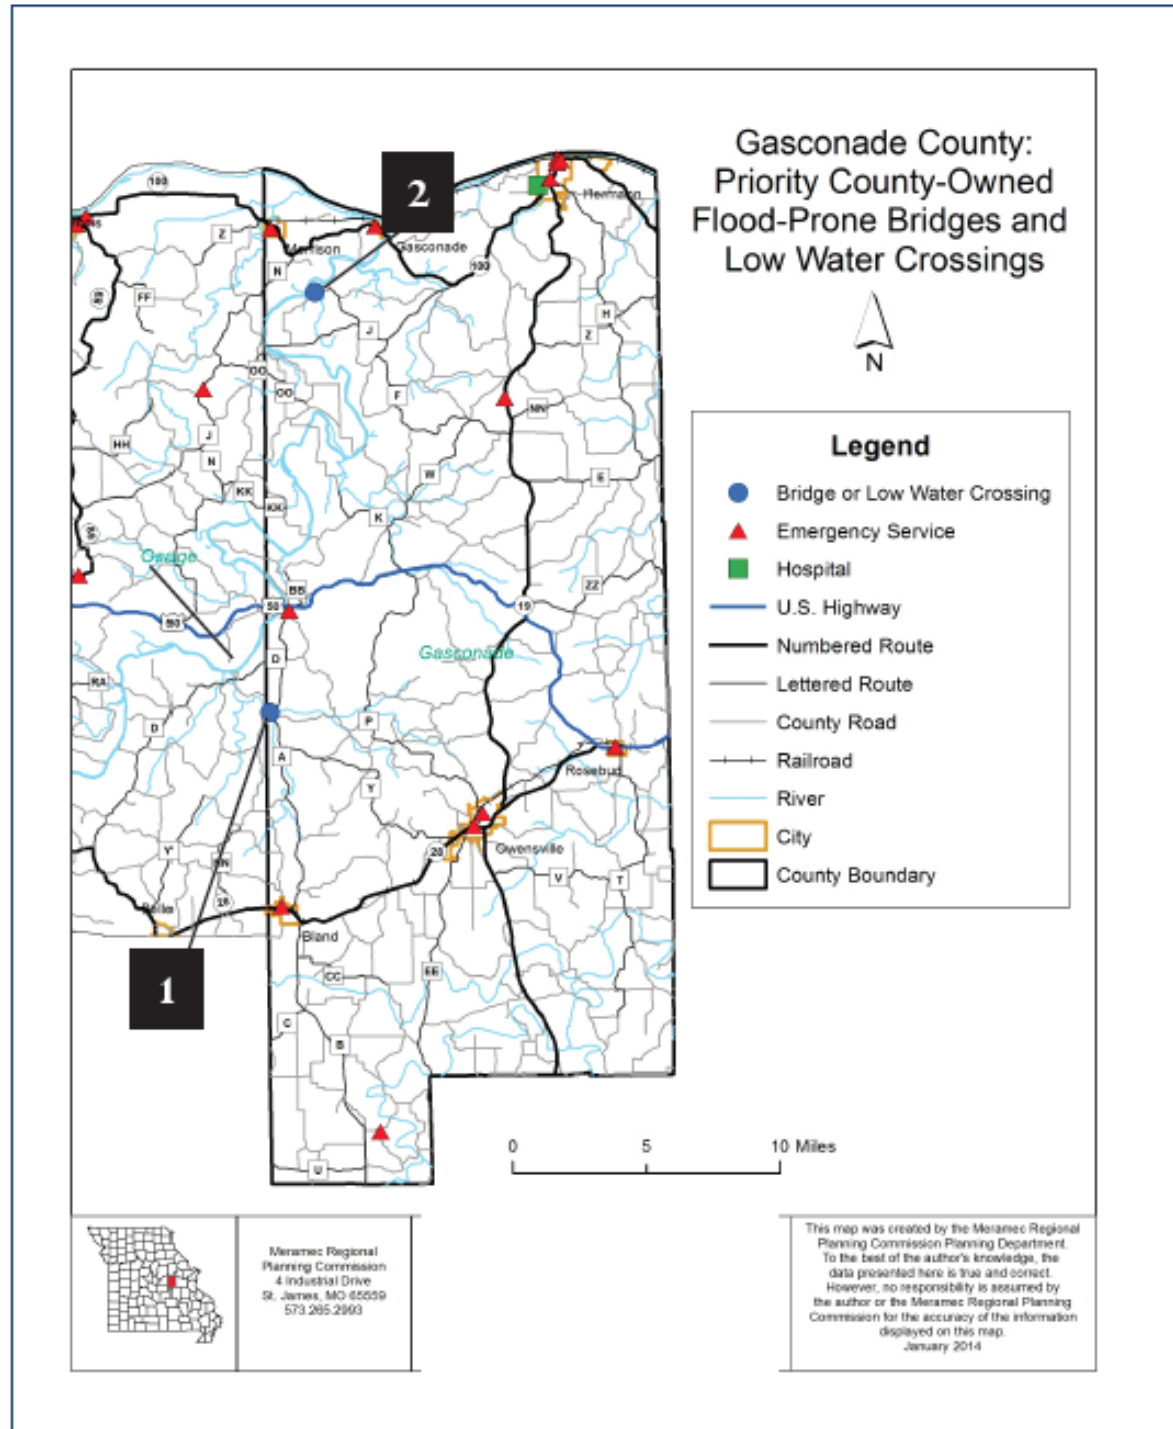 Gasconade County:
Priority County-Owned
Flood-Prone Bridges and
Low Water Crossings
N
2
1
100
Hermann
Morrison
Gasconade
Z
N
100
FF
J
H
Z
OO
OO
F
NN
HH
J
N
W
E
KK
KK
K
Osage
BB
ZZ
50
50
19
D
Gasconade
RA
D
P
A
Y
Rosebud
Y
28
Owensville
V
T
28
Belle
Bland
CC
EE
C
B
U
Legend
Bridge or Low Water Crossing
Emergency Service
Hospital
U.S. Highway
Numbered Route
Lettered Route
County Road
Railroad
River
City
County Boundary
0 5 10 Miles
Meramec Regional
Planning Commission
4 Industrial Drive
St. James, MO 65559
573.265.2993
This map was created by the Meramec Regional
Planning Commission Planning Department.
To the best of the author's knowledge, the
data presented here is true and correct.
However, no responsibility is assumed by
the author or the Meramec Regional Planning
Commission for the accuracy of the information
displayed on this map.
January 2014